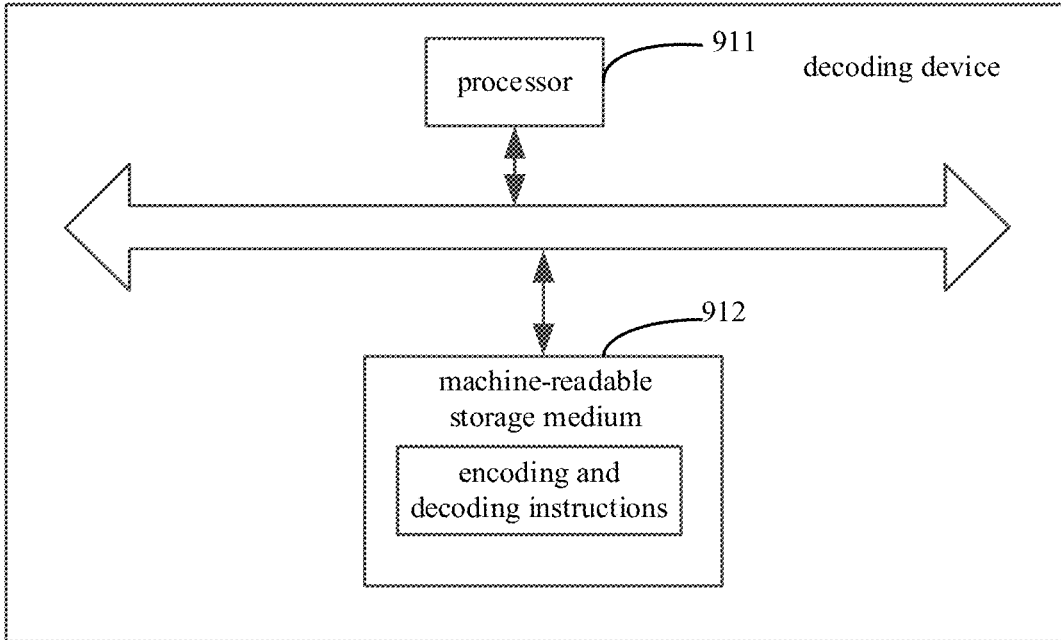 911
processor
decoding device
912
machine-readable
storage medium
encoding and
decoding instructions